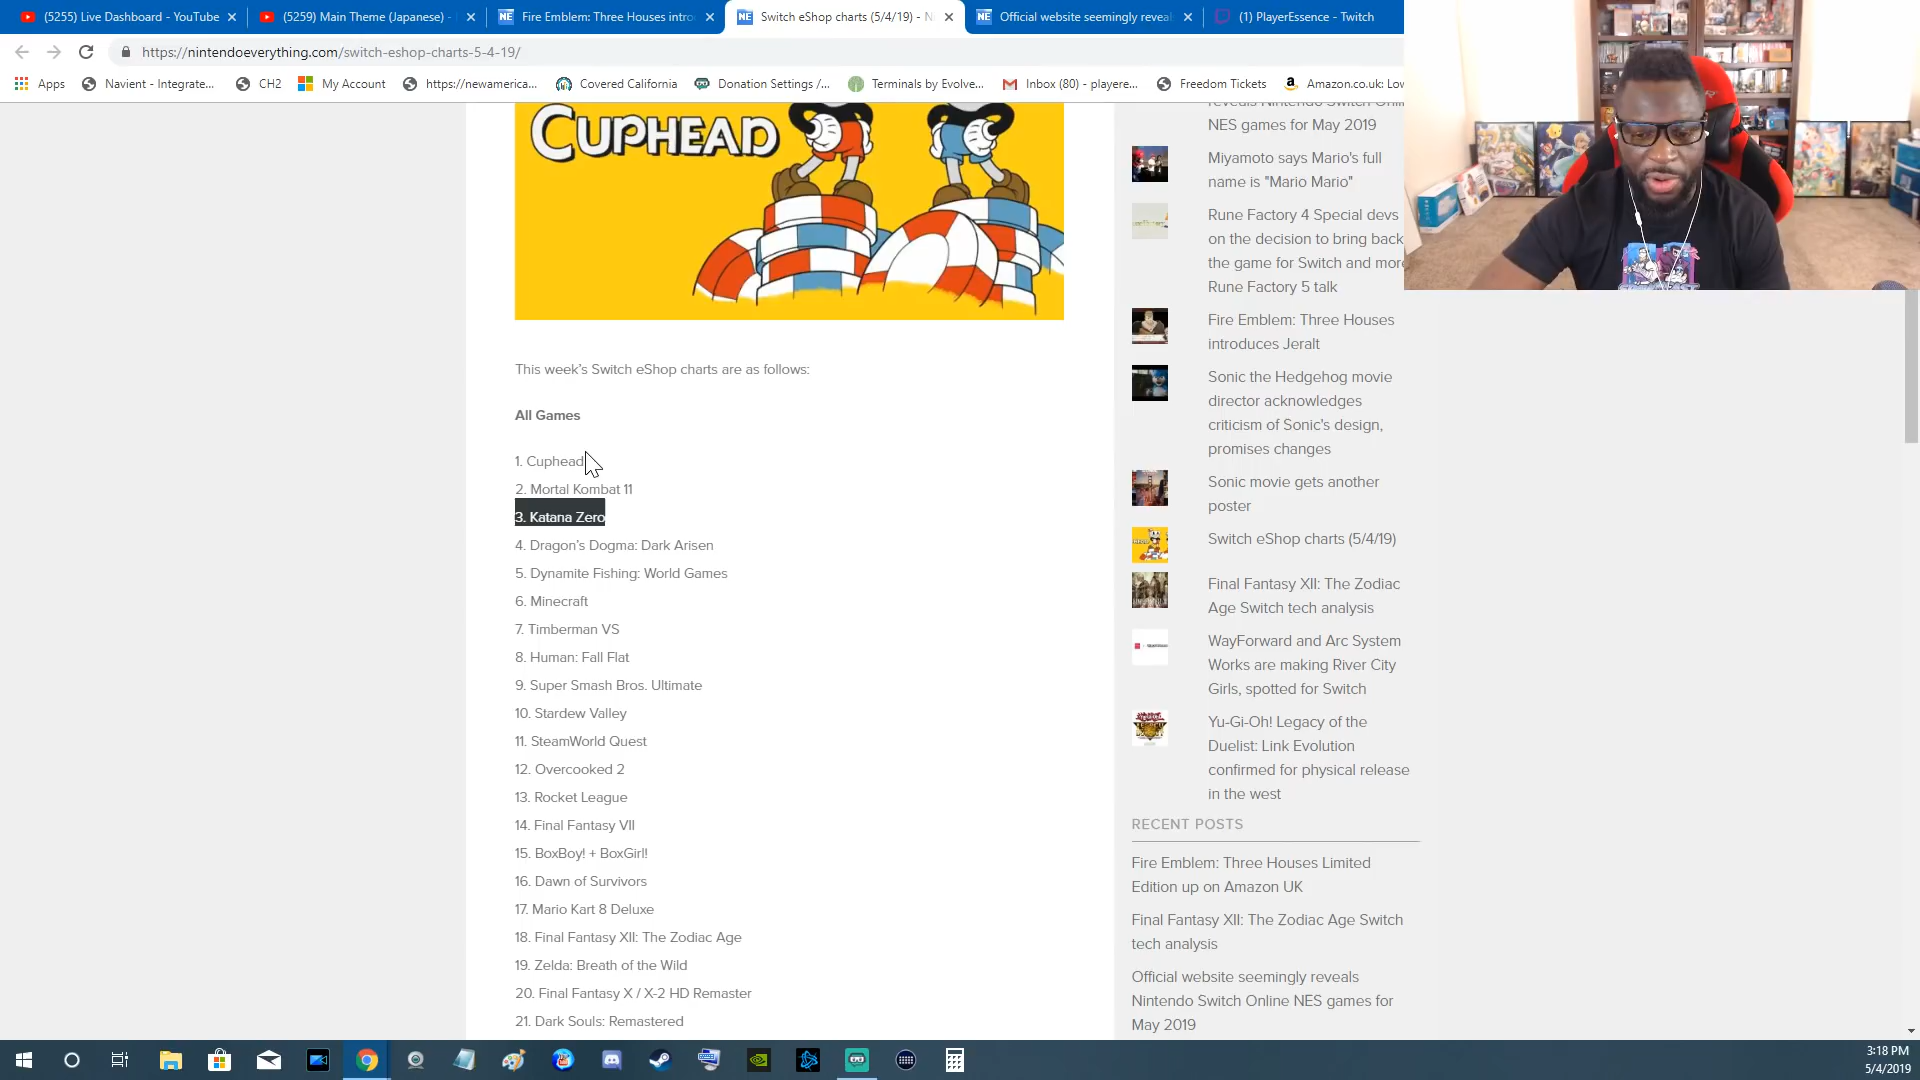 (5255) Live Dashboard - YouTube
(5259) Main Theme (Japanese) -
Fire Emblem: Three Houses intro
Switch eShop charts (5/4/19) - N
Official website seemingly reveal
(1) PlayerEssence - Twitch
https://nintendoeverything.com/switch-eshop-charts-5-4-19/
Apps
Navient - Integrate...
CH2
My Account
https://newamerica...
Covered California
Donation Settings /...
Terminals by Evolve...
Inbox (80) - playere...
Freedom Tickets
Amazon.co.uk: Low
CUPHEAD
This week's Switch eShop charts are as follows:
All Games
1. Cuphead
2. Mortal Kombat 11
3. Katana Zero
4. Dragon's Dogma: Dark Arisen
5. Dynamite Fishing: World Games
6. Minecraft
7. Timberman VS
8. Human: Fall Flat
9. Super Smash Bros. Ultimate
10. Stardew Valley
11. SteamWorld Quest
12. Overcooked 2
13. Rocket League
14. Final Fantasy VII
15. BoxBoy! + BoxGirl!
16. Dawn of Survivors
17. Mario Kart 8 Deluxe
18. Final Fantasy XII: The Zodiac Age
19. Zelda: Breath of the Wild
20. Final Fantasy X / X-2 HD Remaster
21. Dark Souls: Remastered
reveals Nintendo Switch Onli
NES games for May 2019
Miyamoto says Mario's full
name is "Mario Mario"
Rune Factory 4 Special devs
on the decision to bring back
the game for Switch and more
Rune Factory 5 talk
Fire Emblem: Three Houses
introduces Jeralt
Sonic the Hedgehog movie
director acknowledges
criticism of Sonic's design,
promises changes
Sonic movie gets another
poster
Switch eShop charts (5/4/19)
Final Fantasy XII: The Zodiac
Age Switch tech analysis
WayForward and Arc System
Works are making River City
Girls, spotted for Switch
Yu-Gi-Oh! Legacy of the
Duelist: Link Evolution
confirmed for physical release
in the west
RECENT POSTS
Fire Emblem: Three Houses Limited
Edition up on Amazon UK
Final Fantasy XII: The Zodiac Age Switch
tech analysis
Official website seemingly reveals
Nintendo Switch Online NES games for
May 2019
3:18 PM
5/4/2019